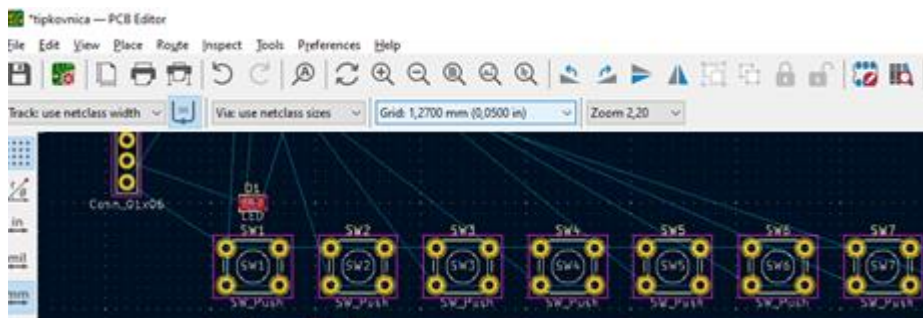 *tipkovnica — PCB Editor
File Edit View Place Route Inspect Tools Preferences Help
Track: use netclass width Via: use netclass sizes Grid: 1,2700 mm (0,0500 in) Zoom 2,20
in
mil
mm
Conn_01x06
D1
LED
SW1 SW2 SW3 SW4 SW5 SW6 SW7
SW1 SW2 SW3 SW4 SW5 SW6 SW7
SW_Push SW_Push SW_Push SW_Push SW_Push SW_Push SW_Push